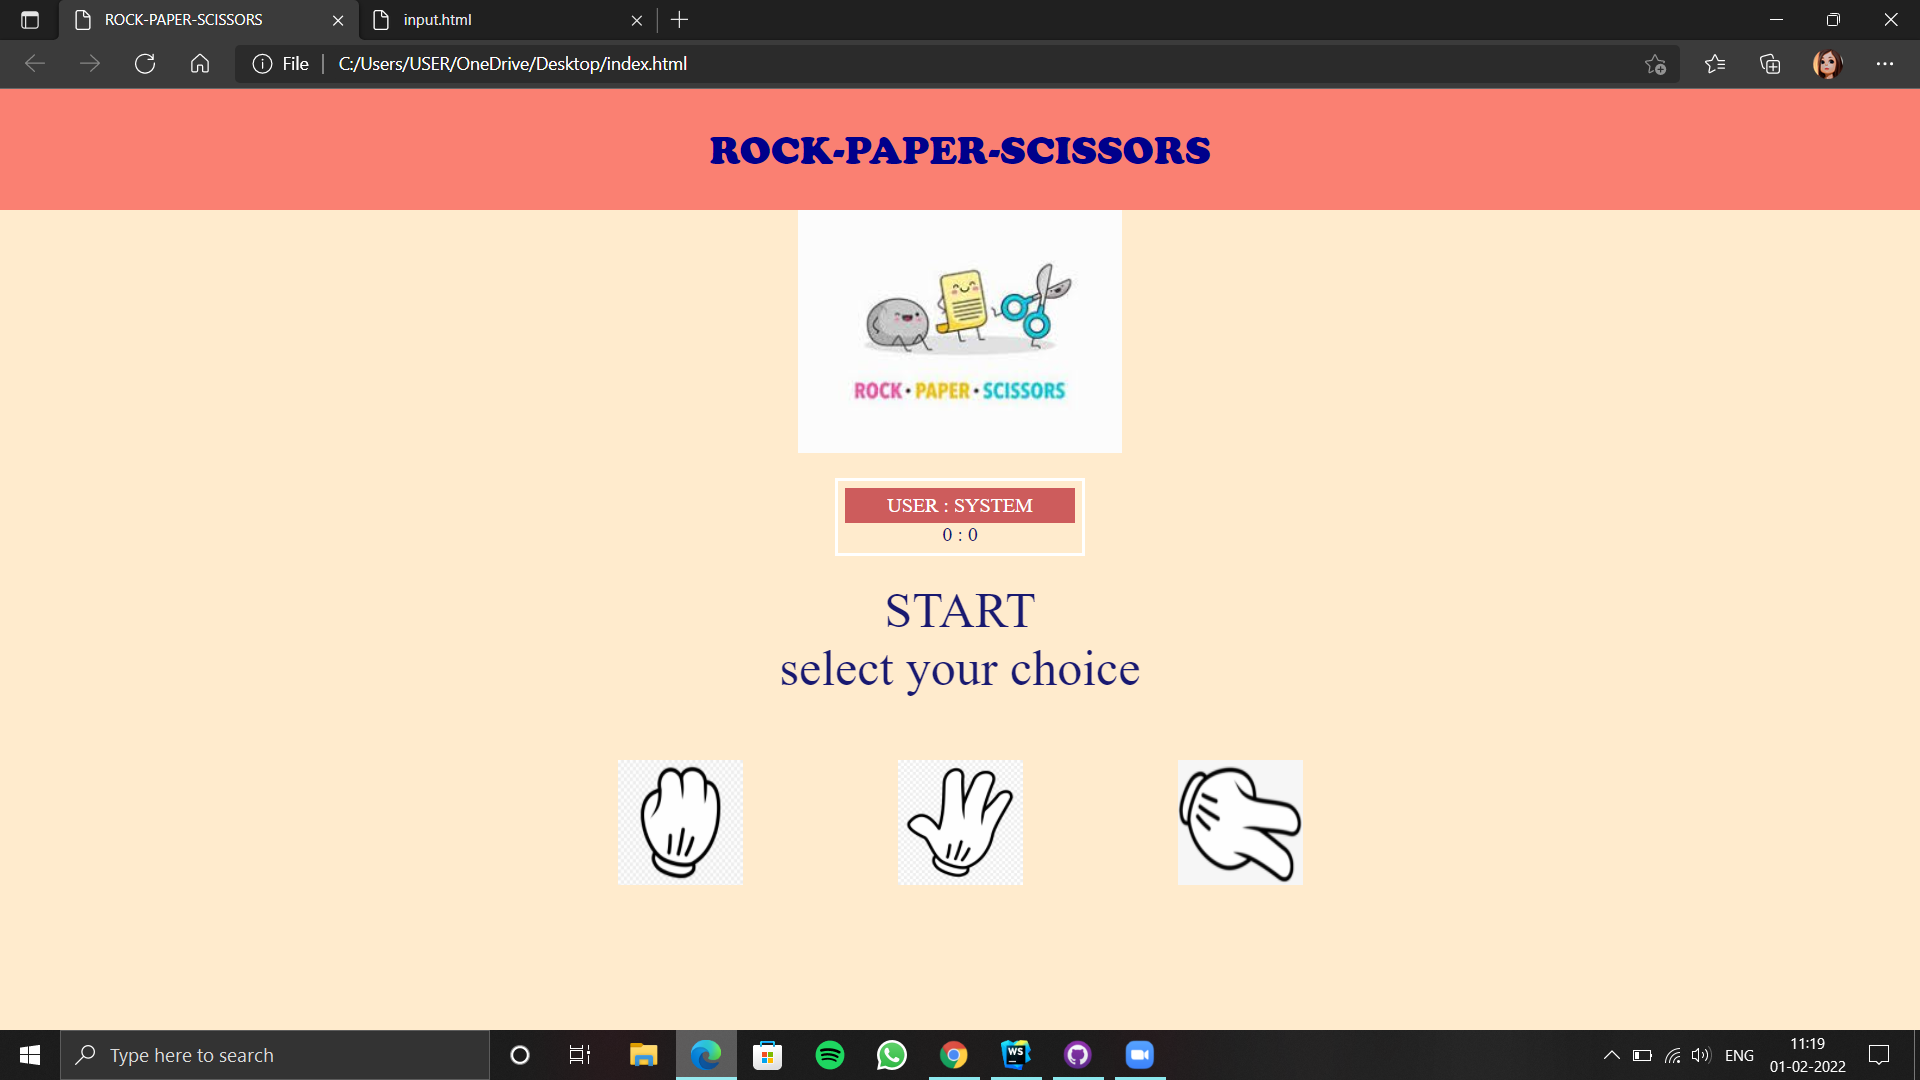 ROCK-PAPER-SCISSORS
input.html
File
C:/Users/USER/OneDrive/Desktop/index.html
ROCK-PAPER-SCISSORS
ROCK • PAPER • SCISSORS
USER : SYSTEM
0 : 0
START
select your choice
Type here to search
WS
ENG
11:19
01-02-2022